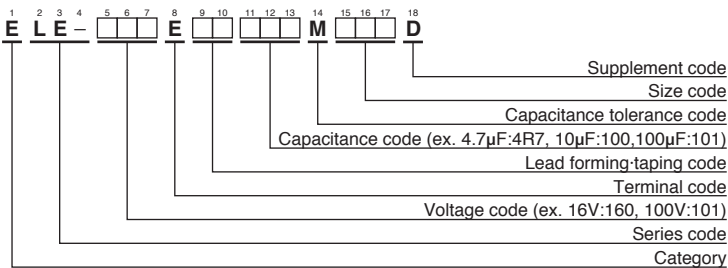 1 2 3 4 5 6 7 8 9 10 11 12 13 14 15 16 17 18
E L E – □□□ E □□ □□□ M □□□ D
Supplement code
Size code
Capacitance tolerance code
Capacitance code (ex. 4.7μF:4R7, 10μF:100,100μF:101)
Lead forming·taping code
Terminal code
Voltage code (ex. 16V:160, 100V:101)
Series code
Category